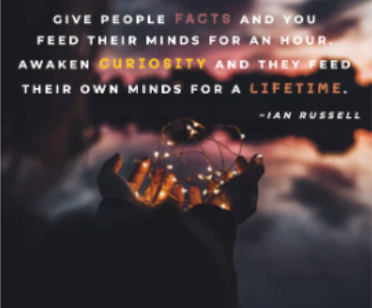 GIVE PEOPLE FACTS AND YOU
FEED THEIR MINDS FOR AN HOUR.
AWAKEN CURIOSITY AND THEY FEED
THEIR OWN MINDS FOR A LIFETIME.
~IAN RUSSELL